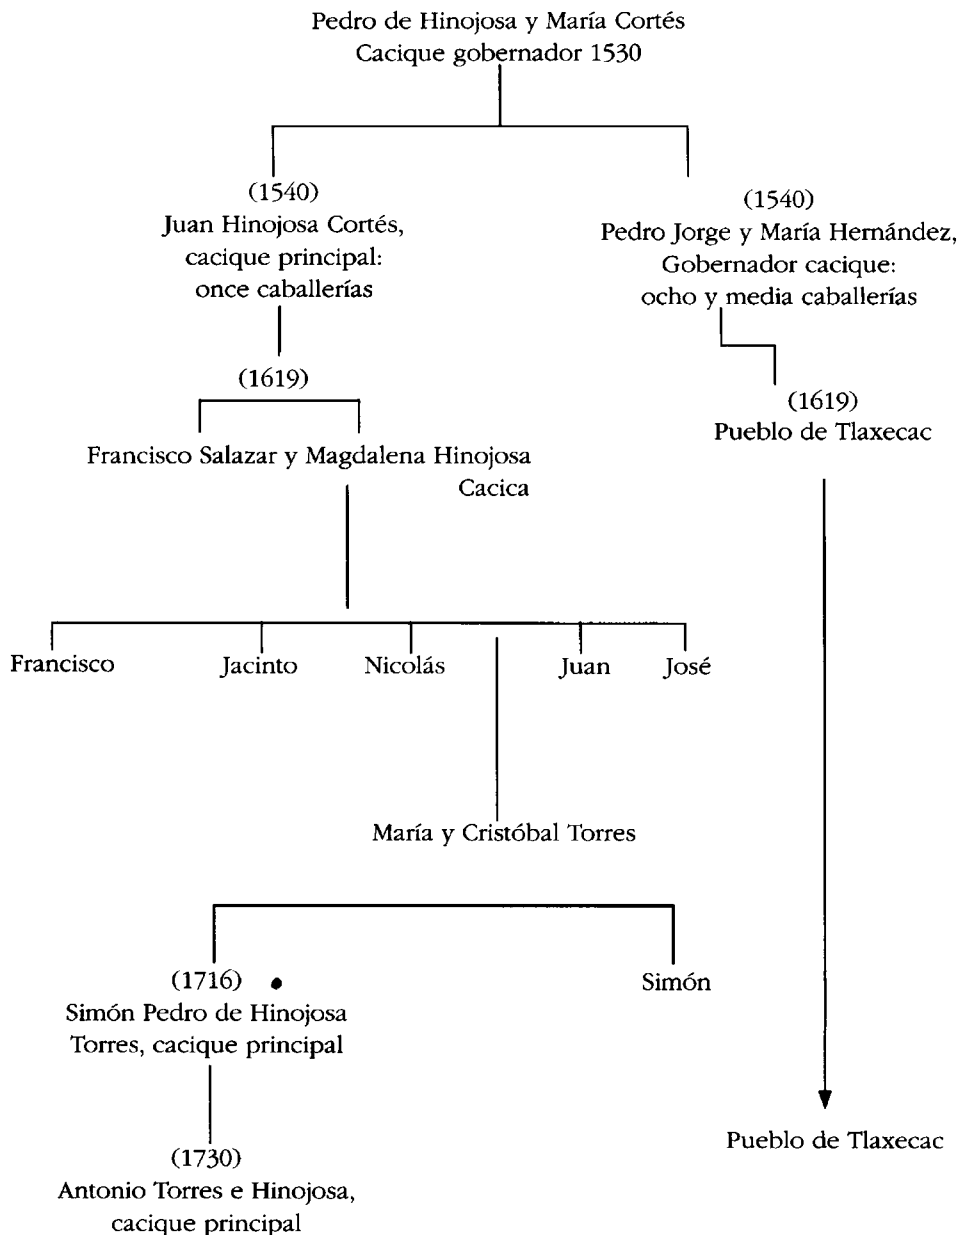 Pedro de Hinojosa y María Cortés
Cacique gobernador 1530
(1540)
Juan Hinojosa Cortés,
cacique principal:
once caballerías
(1540)
Pedro Jorge y María Hernández,
Gobernador cacique:
ocho y media caballerías
(1619)
Francisco Salazar y Magdalena Hinojosa
Cacica
(1619)
Pueblo de Tlaxecac
Francisco
Jacinto
Nicolás
Juan
José
María y Cristóbal Torres
(1716)
Simón Pedro de Hinojosa
Torres, cacique principal
Simón
(1730)
Antonio Torres e Hinojosa,
cacique principal
Pueblo de Tlaxecac